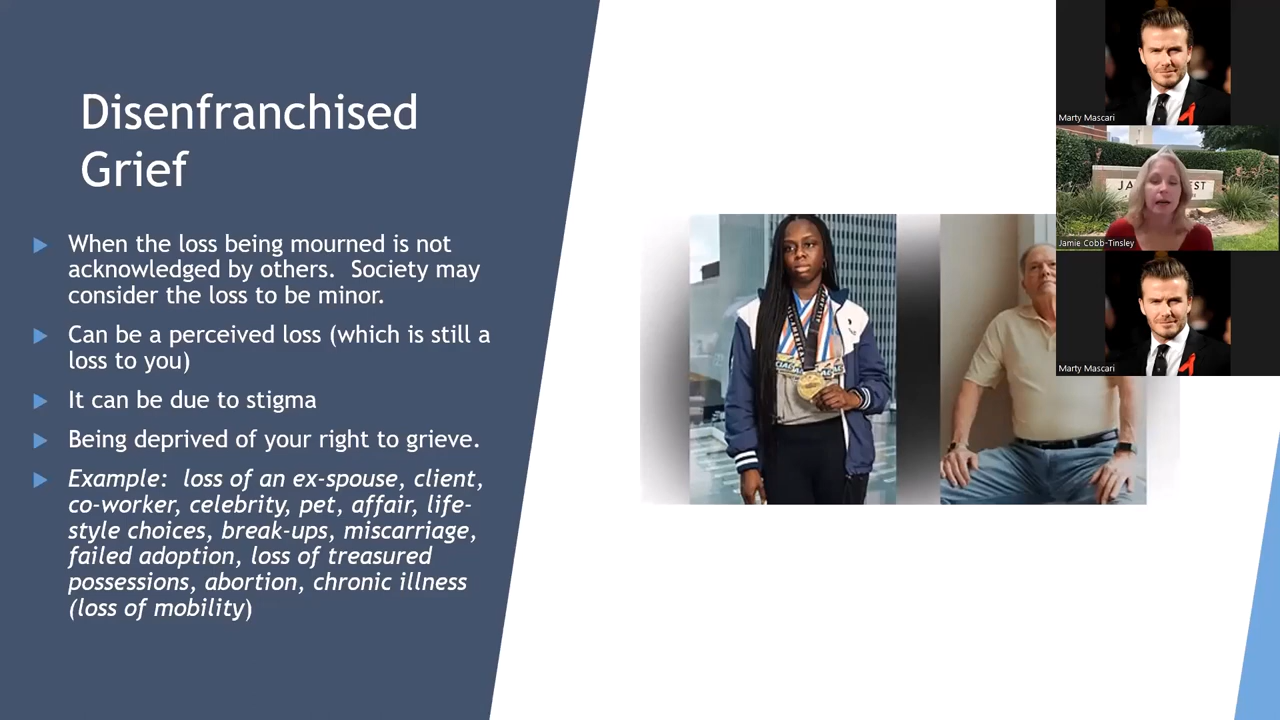 Disenfranchised
Grief
When the loss being mourned is not
acknowledged by others.  Society may
consider the loss to be minor.
Can be a perceived loss (which is still a
loss to you)
It can be due to stigma
Being deprived of your right to grieve.
Example:  loss of an ex-spouse, client,
co-worker, celebrity, pet, affair, life-
style choices, break-ups, miscarriage,
failed adoption, loss of treasured
possessions, abortion, chronic illness
(loss of mobility)
Marty Mascari
Jamie Cobb-Tinsley
Marty Mascari